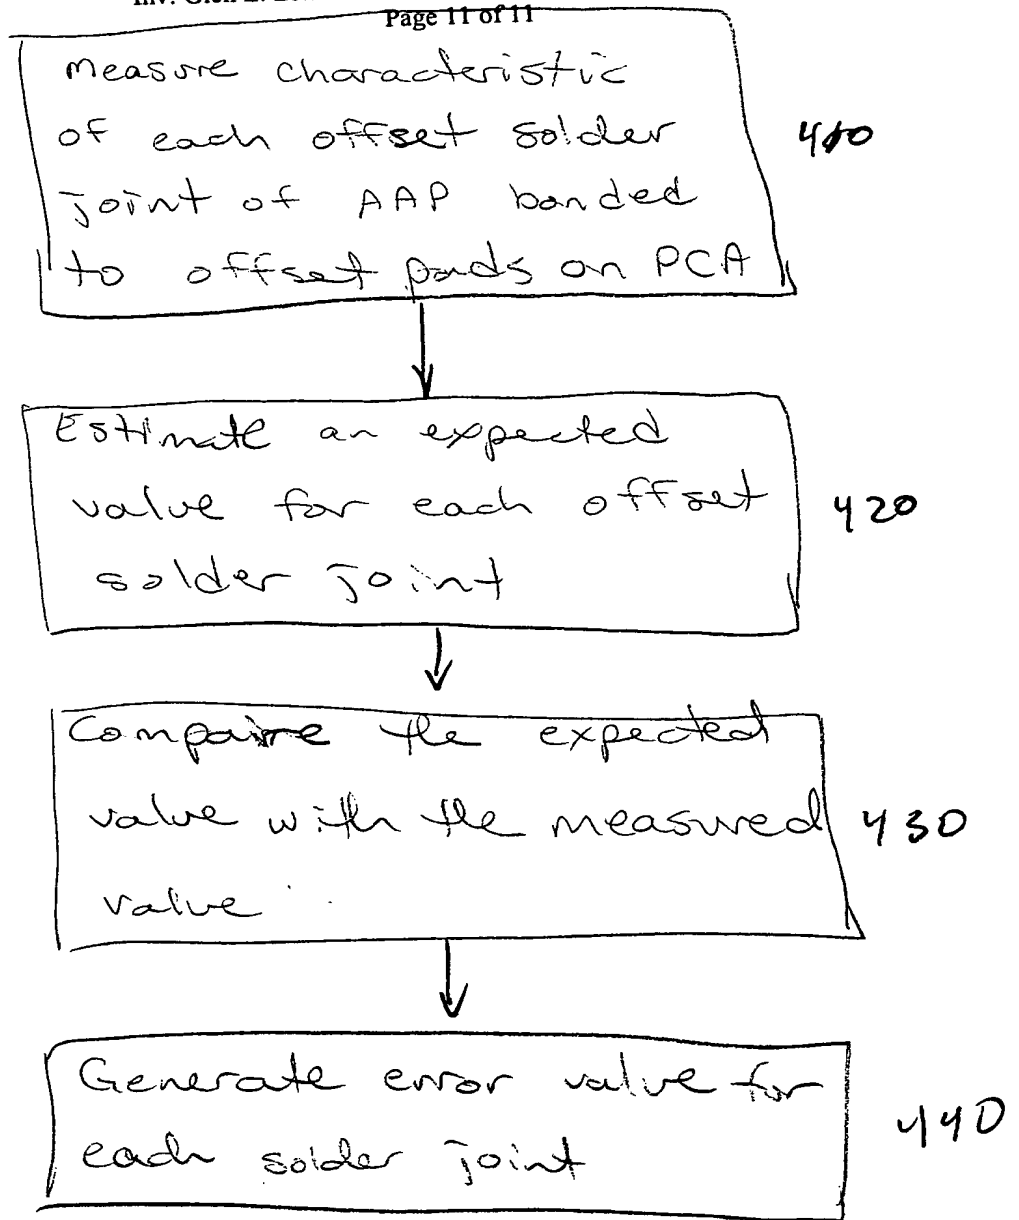 Page 11 of 11
measure characteristic
of each offset solder
joint of AAP bonded
to offset pads on PCA
410
Estimate an expected
value for each offset
solder joint
420
Compaire the expected
value with the measured
value
430
Generate error value for
each solder joint
440